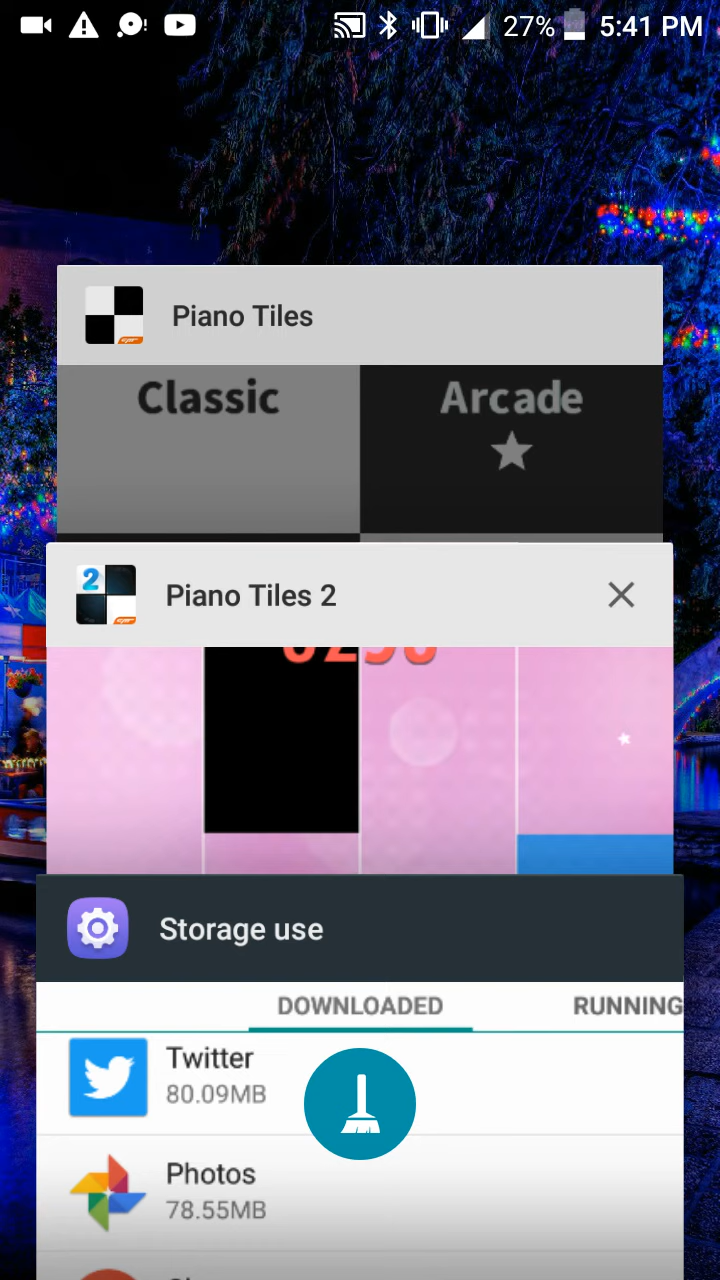 27% 5:41 PM
Piano Tiles
Classic
Arcade
2
Piano Tiles 2
Storage use
DOWNLOADED
RUNNING
Twitter
80.09MB
Photos
78.55MB